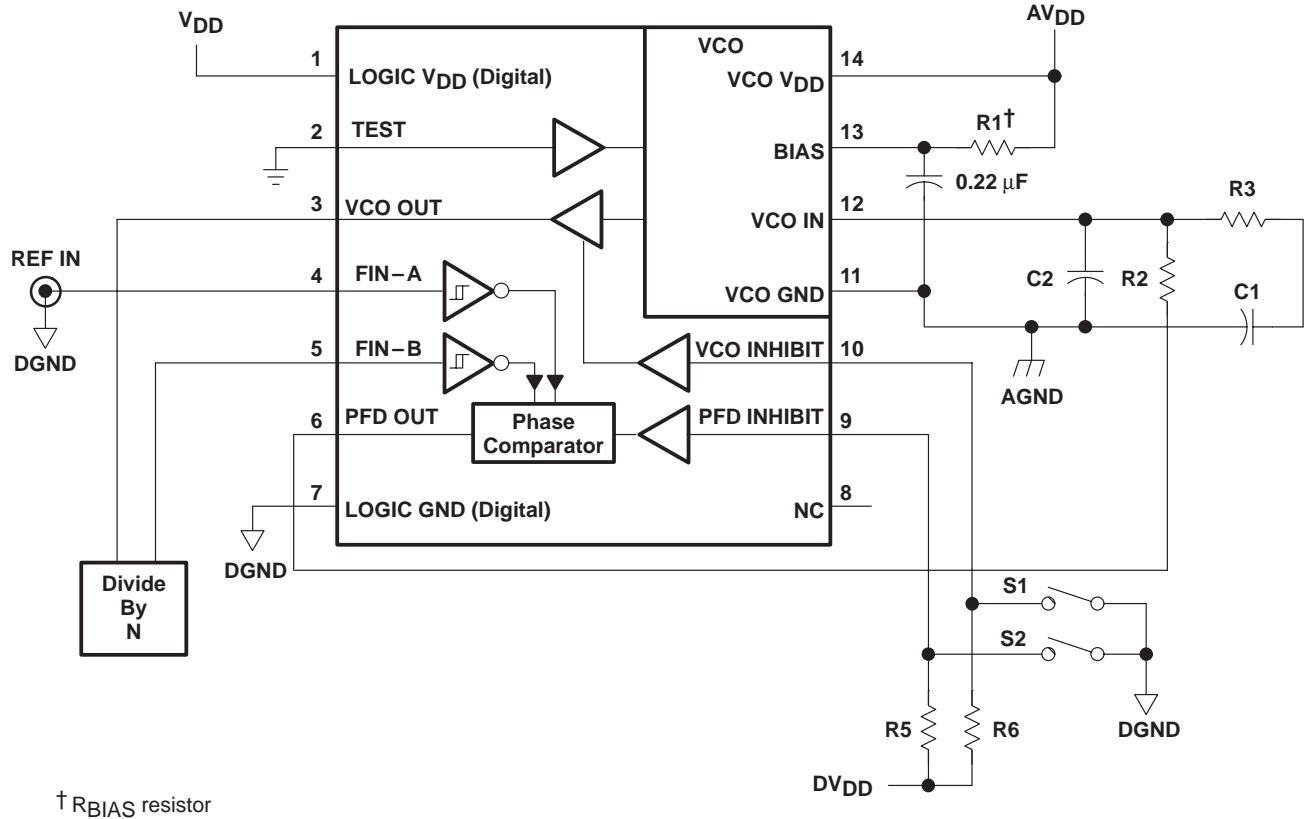 VDD
AVDD
1
LOGIC VDD (Digital)
VCO
VCO VDD
14
2
TEST
BIAS
13
R1†
0.22 µF
3
VCO OUT
VCO IN
12
R3
REF IN
4
FIN–A
VCO GND
11
C2
R2
C1
DGND
5
FIN–B
VCO INHIBIT
10
AGND
6
PFD OUT
Phase
Comparator
PFD INHIBIT
9
7
LOGIC GND (Digital)
NC
8
DGND
Divide
By
N
S1
S2
R5
R6
DGND
DVDD
† RBIAS resistor